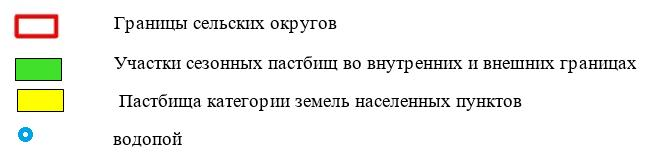 Границы сельских округов
Участки сезонных пастбищ во внутренних и внешних границах
Пастбища категории земель населенных пунктов
водопой